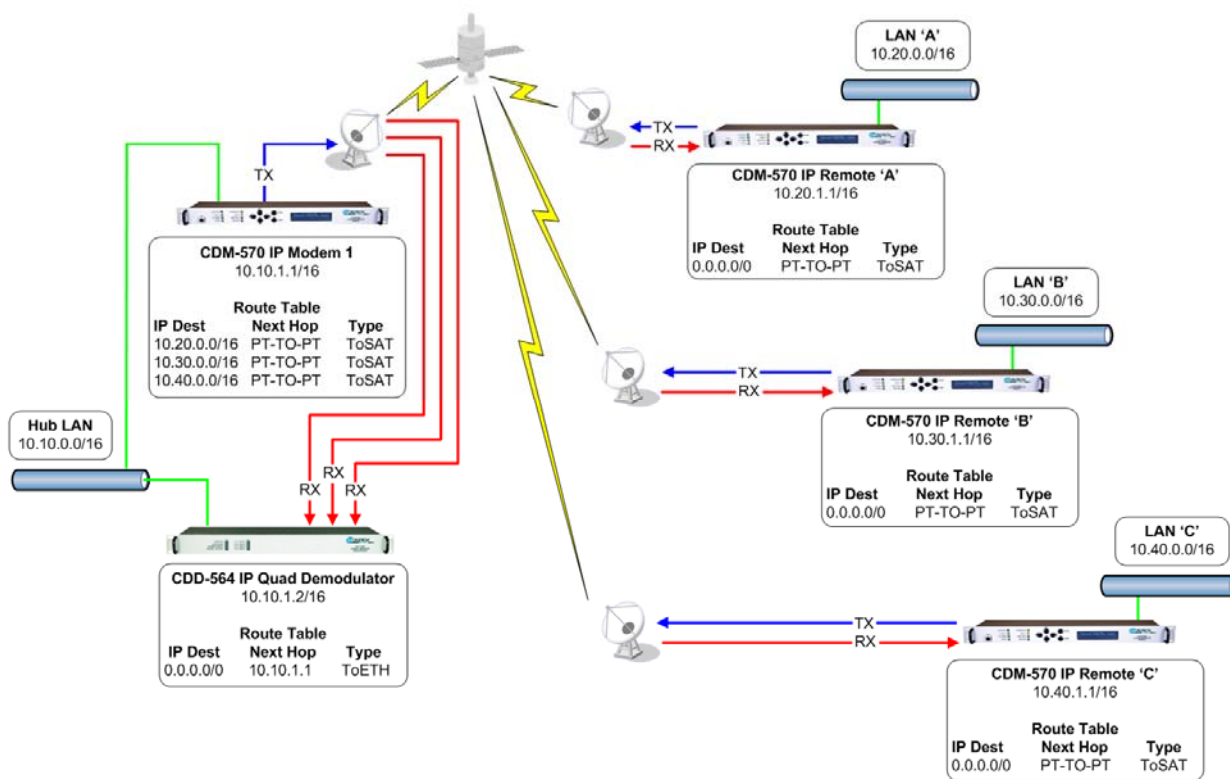 LAN 'A'
10.20.0.0/16
TX
RX
CDM-570 IP Remote 'A'
10.20.1.1/16
Route Table
IP Dest Next Hop Type
0.0.0.0/0 PT-TO-PT ToSAT
TX
CDM-570 IP Modem 1
10.10.1.1/16
Route Table
IP Dest Next Hop Type
10.20.0.0/16 PT-TO-PT ToSAT
10.30.0.0/16 PT-TO-PT ToSAT
10.40.0.0/16 PT-TO-PT ToSAT
LAN 'B'
10.30.0.0/16
TX
RX
CDM-570 IP Remote 'B'
10.30.1.1/16
Route Table
IP Dest Next Hop Type
0.0.0.0/0 PT-TO-PT ToSAT
Hub LAN
10.10.0.0/16
RX
RX
RX
CDD-564 IP Quad Demodulator
10.10.1.2/16
Route Table
IP Dest Next Hop Type
0.0.0.0/0 10.10.1.1 ToETH
LAN 'C'
10.40.0.0/16
TX
RX
CDM-570 IP Remote 'C'
10.40.1.1/16
Route Table
IP Dest Next Hop Type
0.0.0.0/0 PT-TO-PT ToSAT